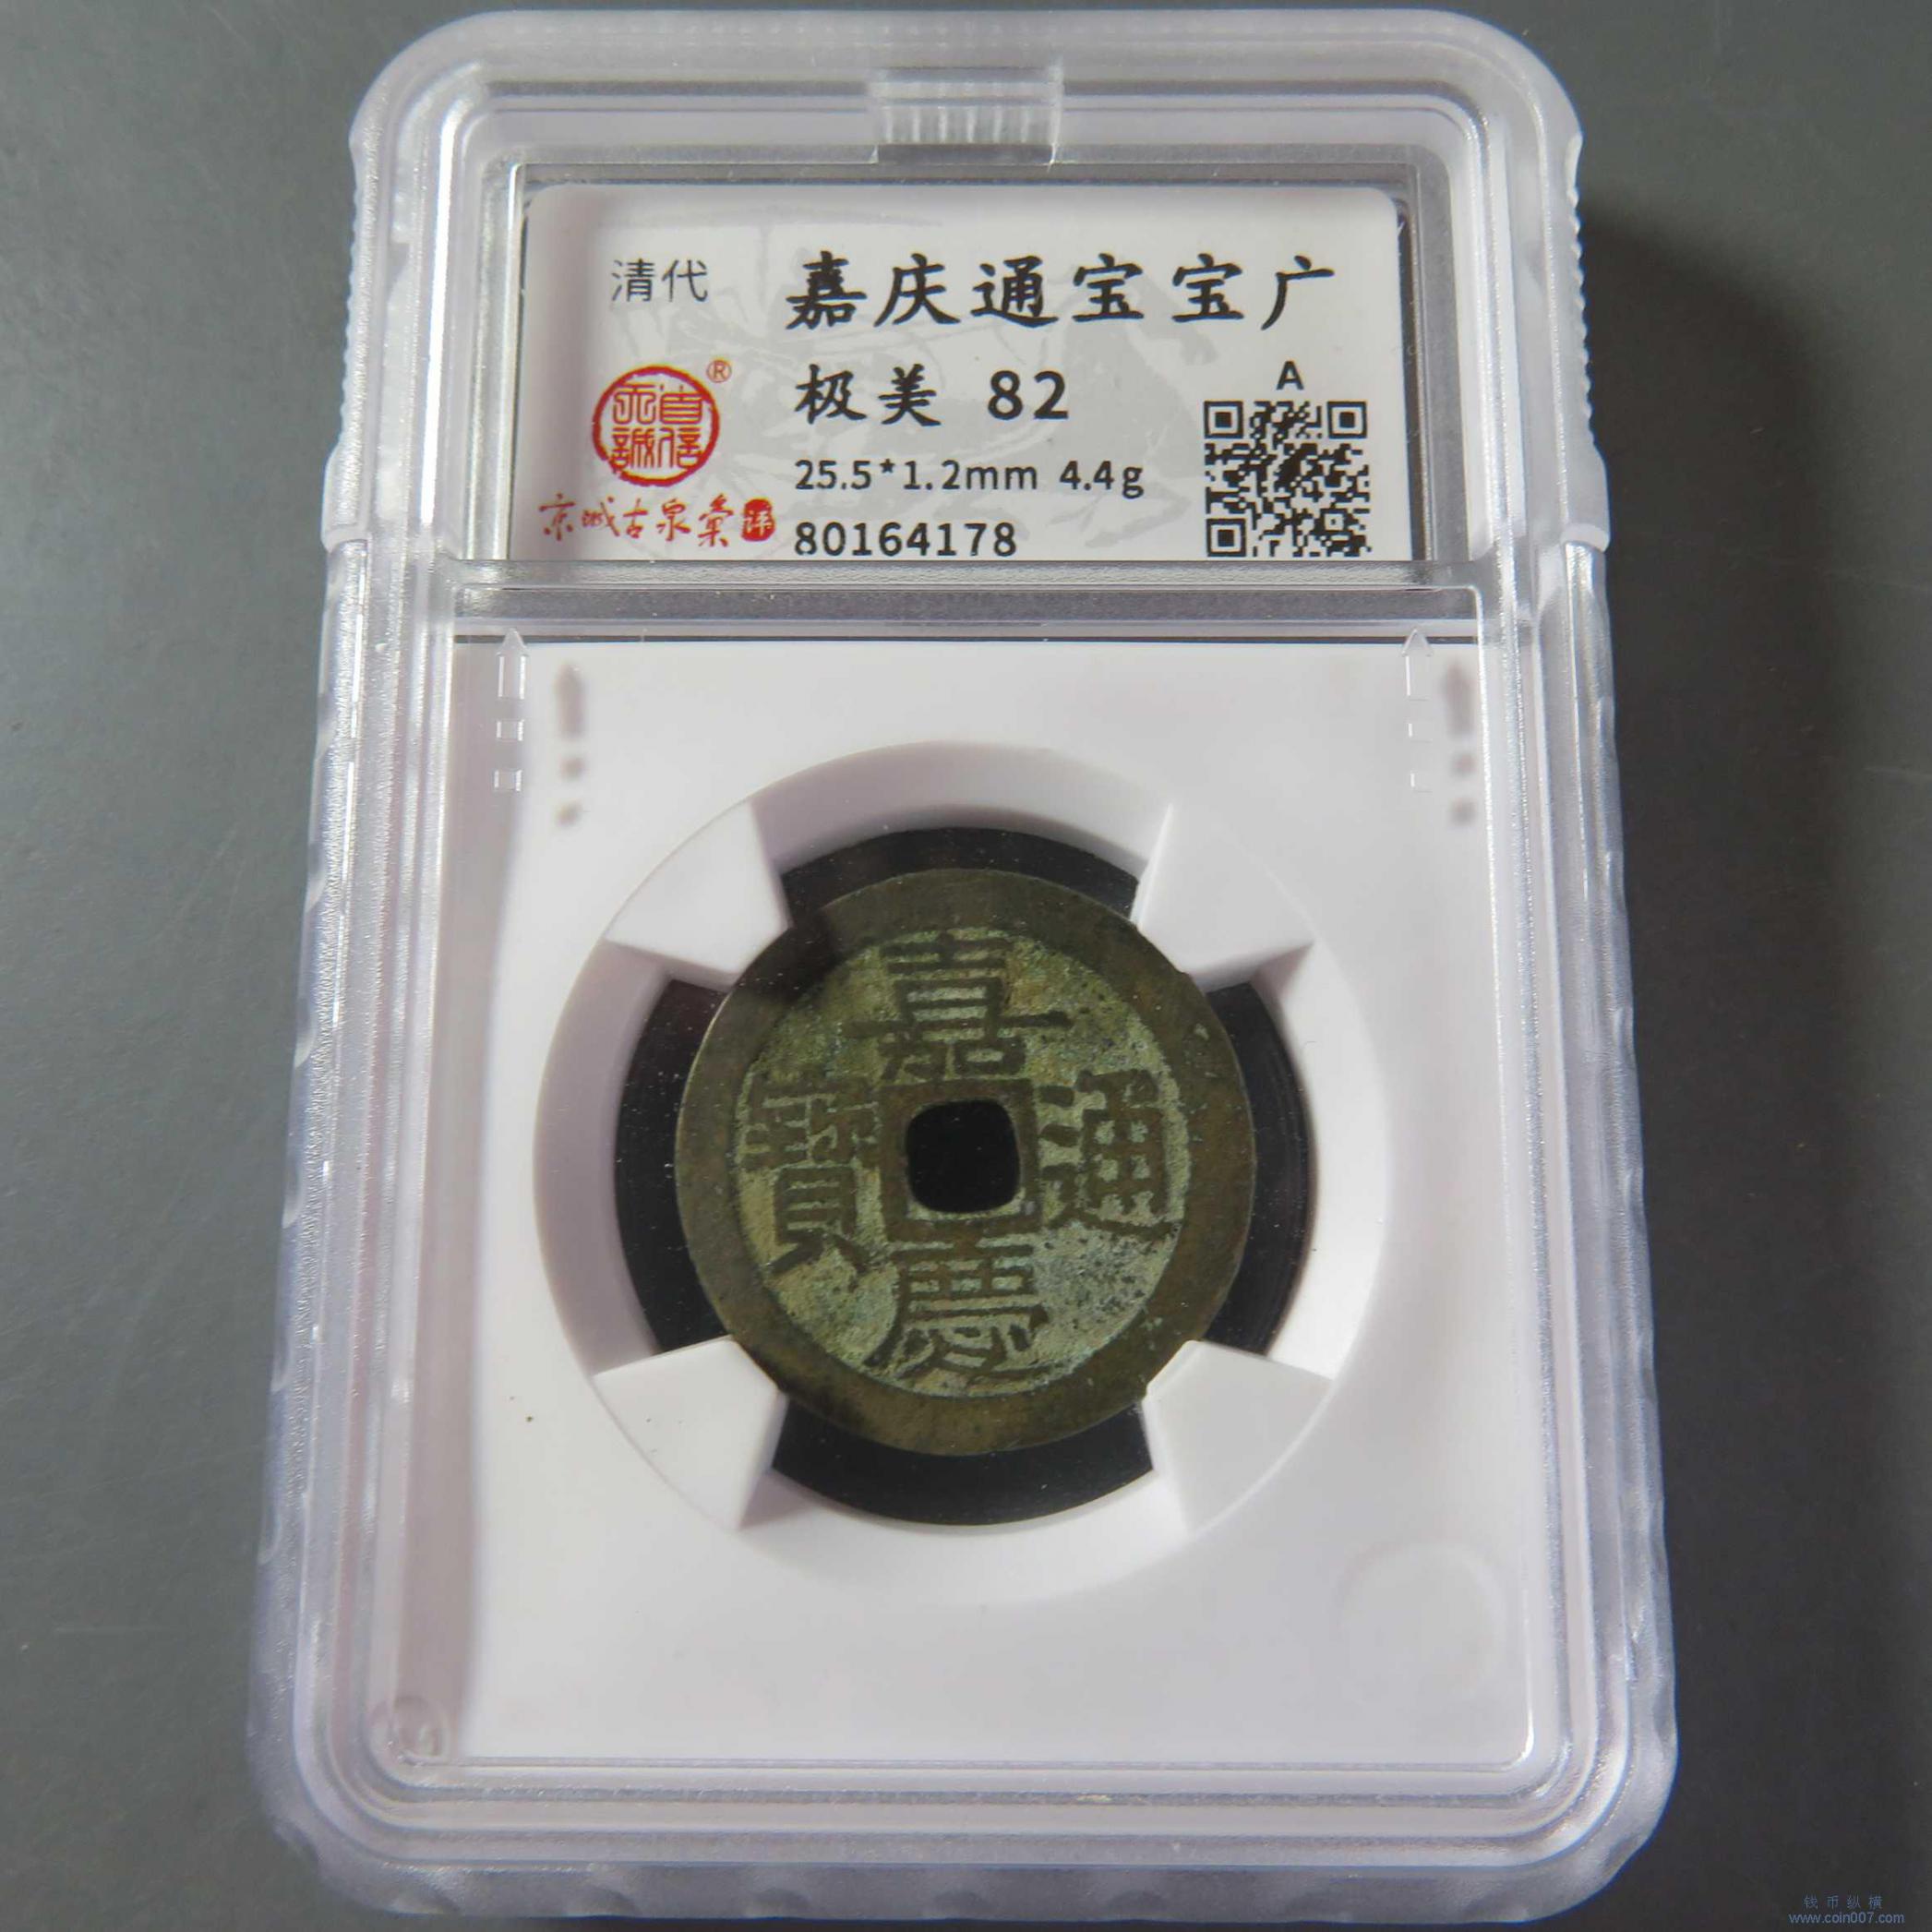 清代
嘉庆通宝宝广
®
极美 82
A
25.5*1.2mm 4.4g
京城古泉汇评
80164178
嘉慶通寶
钱币纵横
www.coin007.com